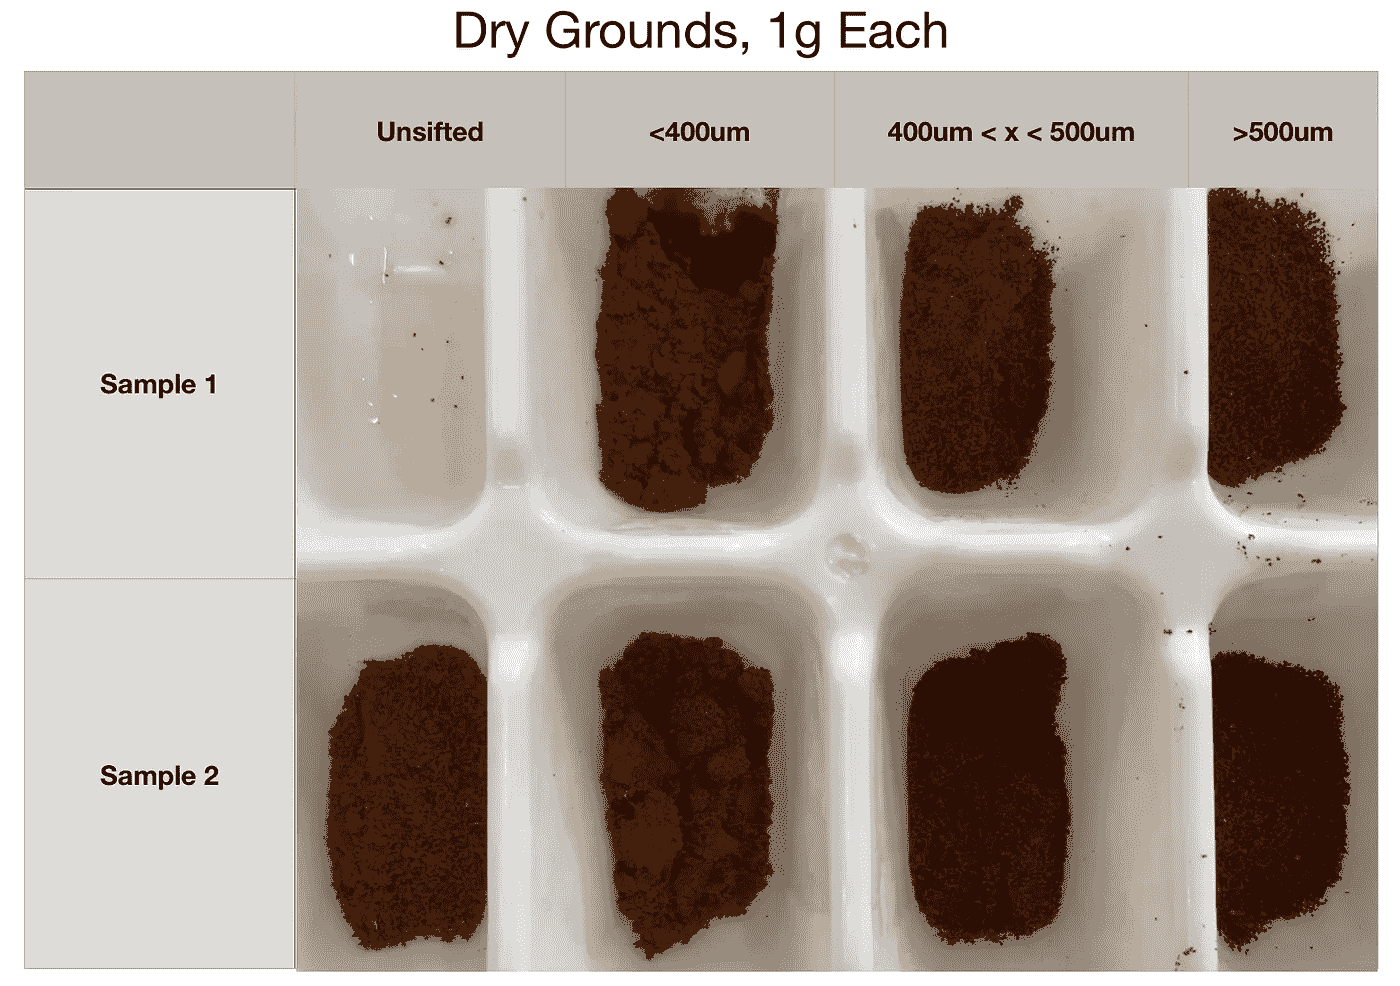 Dry Grounds, 1g Each
Unsifted <400um 400um < x < 500um >500um
Sample 1
Sample 2